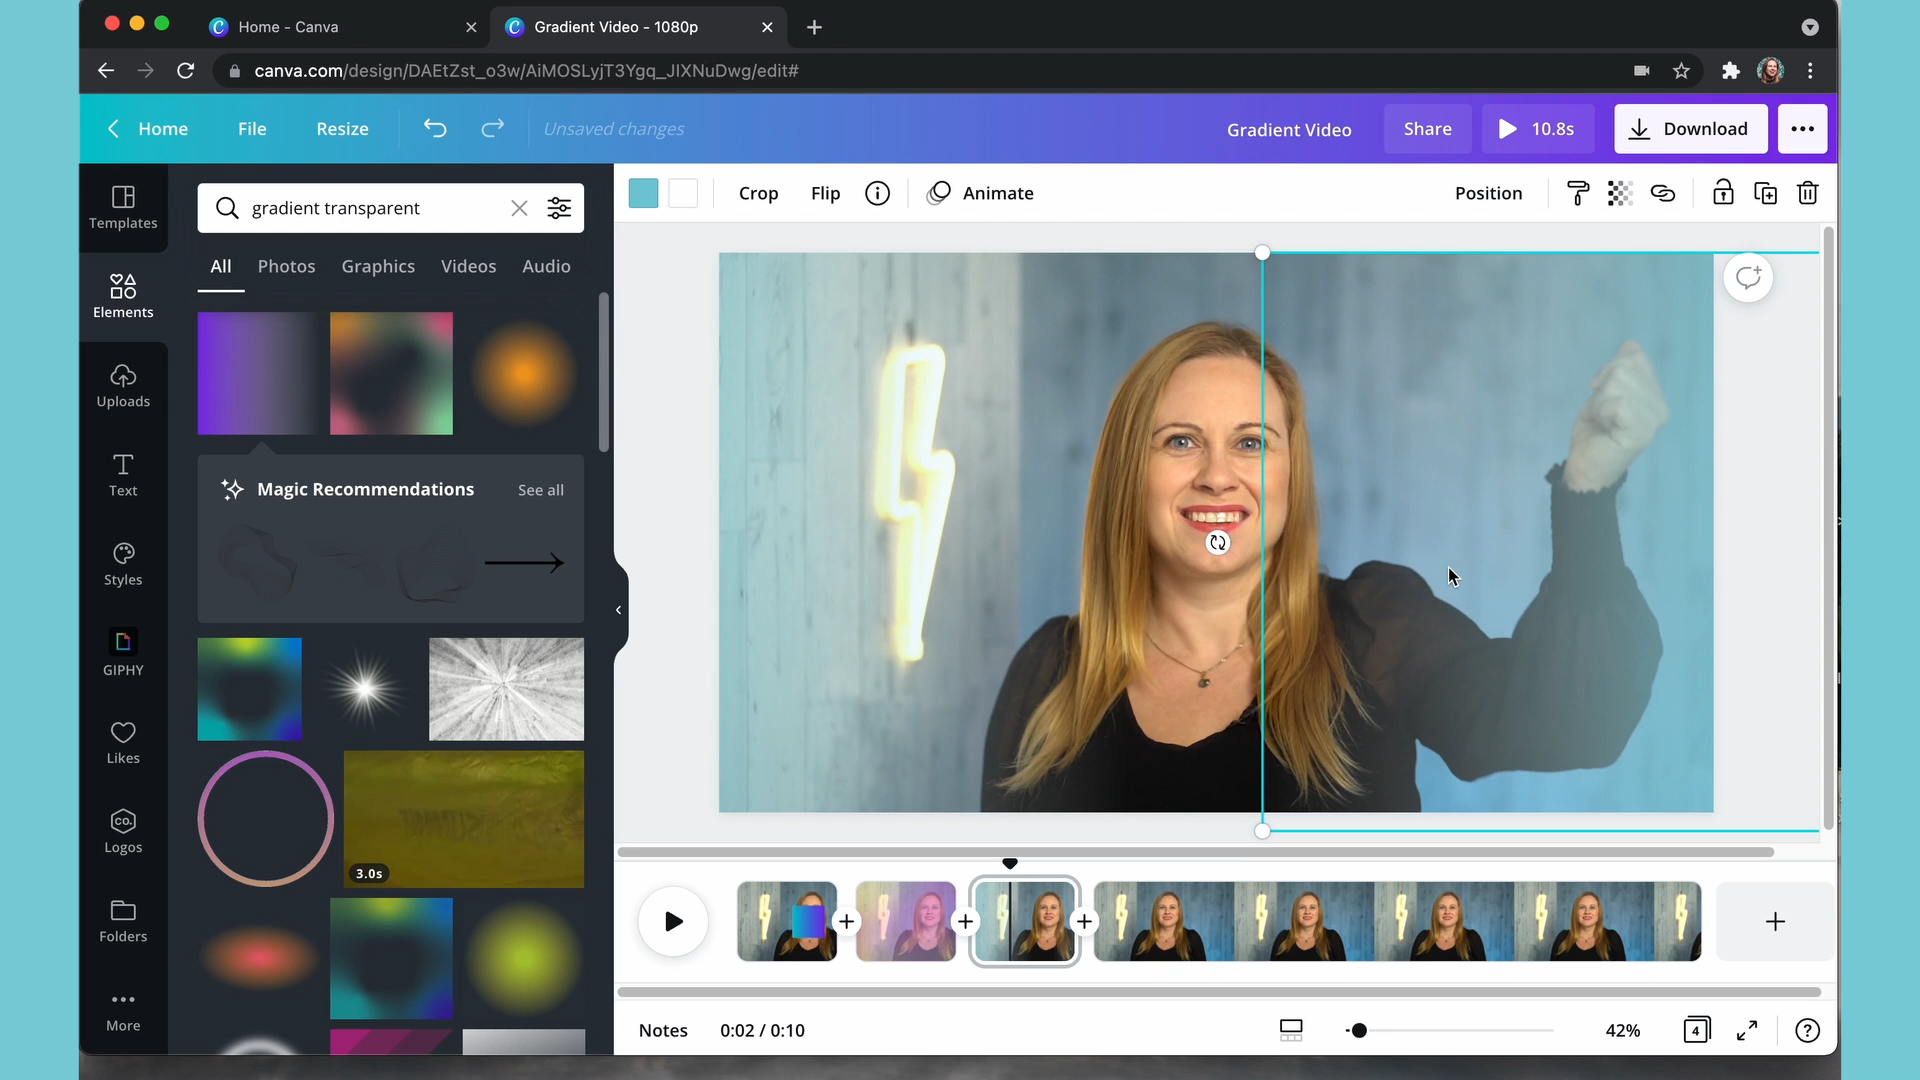 Home - Canva
Gradient Video - 1080p
canva.com/design/DAEtZst_o3w/AiMOSLyjT3Ygq_JIXNuDwg/edit#
Home
File
Resize
Unsaved changes
Gradient Video
Share
10.8s
Download
Templates
Elements
Uploads
Text
Styles
GIPHY
Likes
CO.
Logos
Folders
More
gradient transparent
All
Photos
Graphics
Videos
Audio
Magic Recommendations
See all
3.0s
Crop
Flip
Animate
Position
Notes
0:02 / 0:10
42%
4